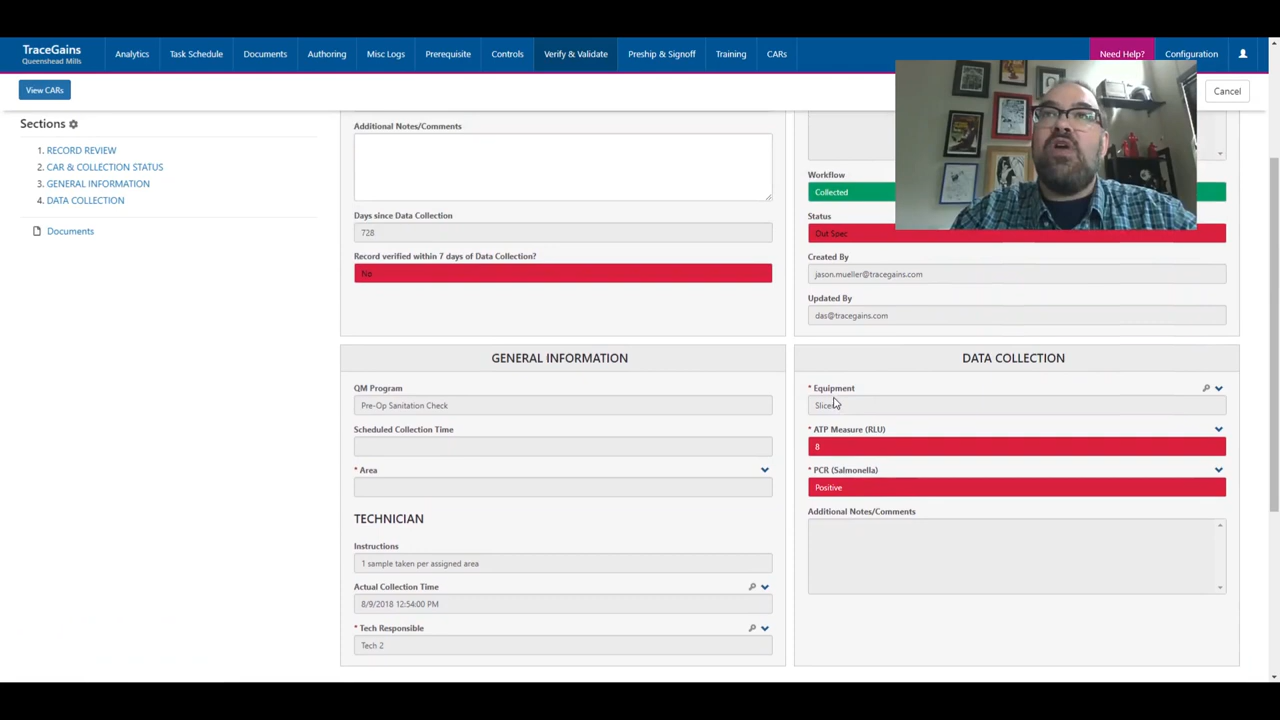 TraceGains
Queenshead Mills
Analytics
Task Schedule
Documents
Authoring
Misc Logs
Prerequisite
Controls
Verify & Validate
Preship & Signoff
Training
CARs
Need Help?
Configuration
View CARs
Cancel
Sections
1. RECORD REVIEW
2. CAR & COLLECTION STATUS
3. GENERAL INFORMATION
4. DATA COLLECTION
Documents
Additional Notes/Comments
Days since Data Collection
728
Record verified within 7 days of Data Collection?
No
Workflow
Collected
Status
Out Spec
Created By
jason.mueller@tracegains.com
Updated By
das@tracegains.com
GENERAL INFORMATION
QM Program
Pre-Op Sanitation Check
Scheduled Collection Time
* Area
TECHNICIAN
Instructions
1 sample taken per assigned area
Actual Collection Time
8/9/2018 12:54:00 PM
* Tech Responsible
Tech 2
DATA COLLECTION
* Equipment
* ATP Measure (RLU)
8
* PCR (Salmonella)
Positive
Additional Notes/Comments